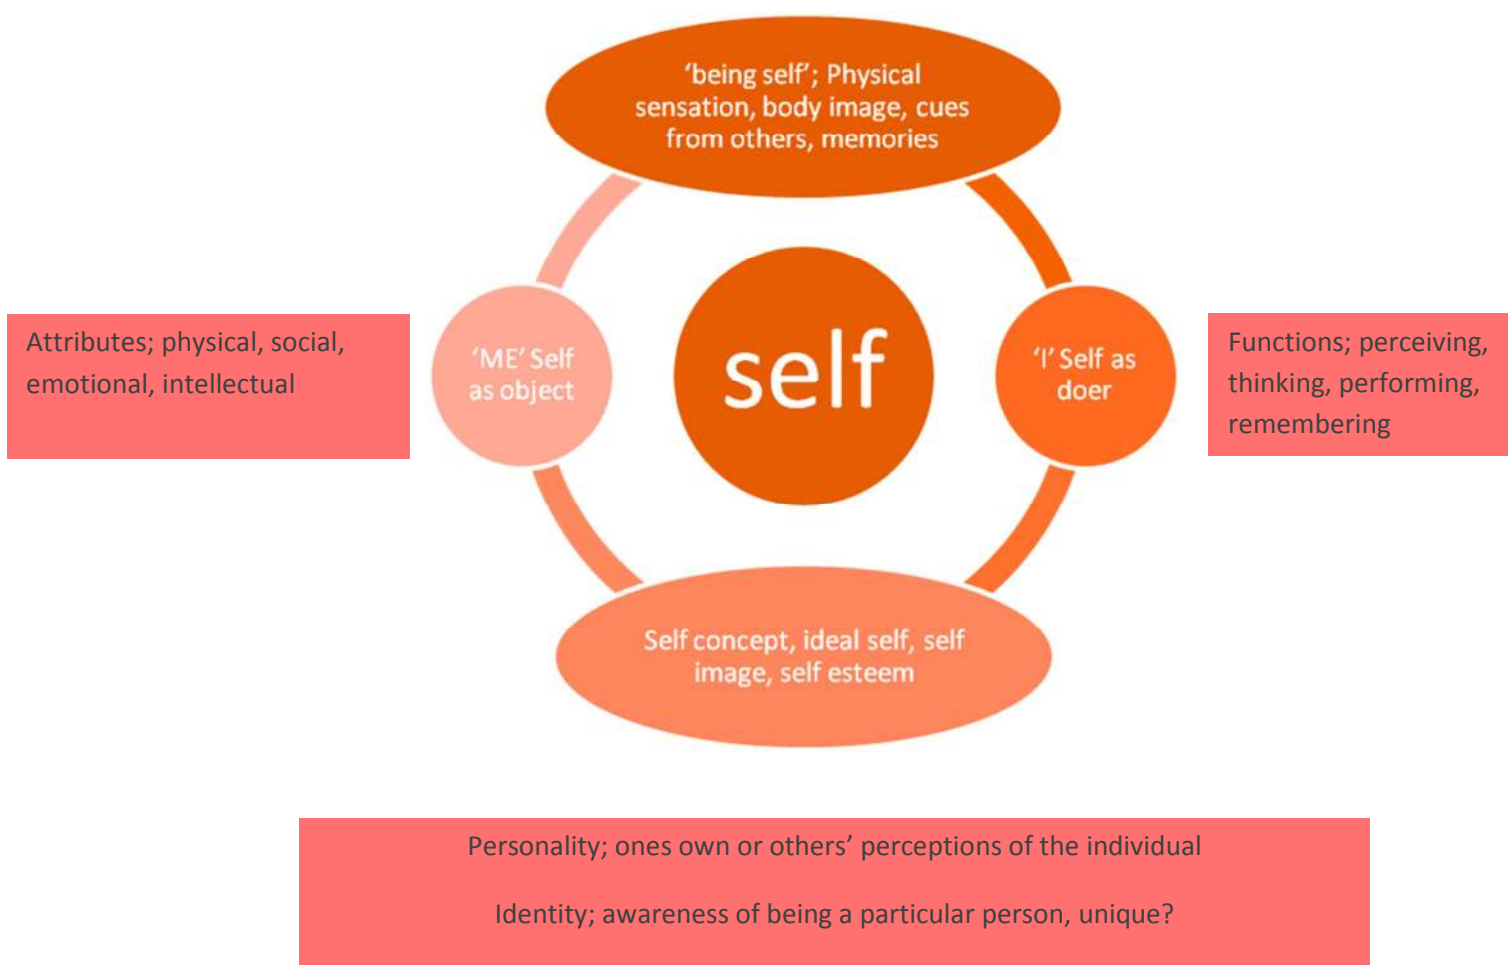 ‘being self’; Physical
sensation, body image, cues
from others, memories
Attributes; physical, social,
emotional, intellectual
‘ME’ Self
as object
self
‘I’ Self as
doer
Functions; perceiving,
thinking, performing,
remembering
Self concept, ideal self, self
image, self esteem
Personality; ones own or others’ perceptions of the individual
Identity; awareness of being a particular person, unique?